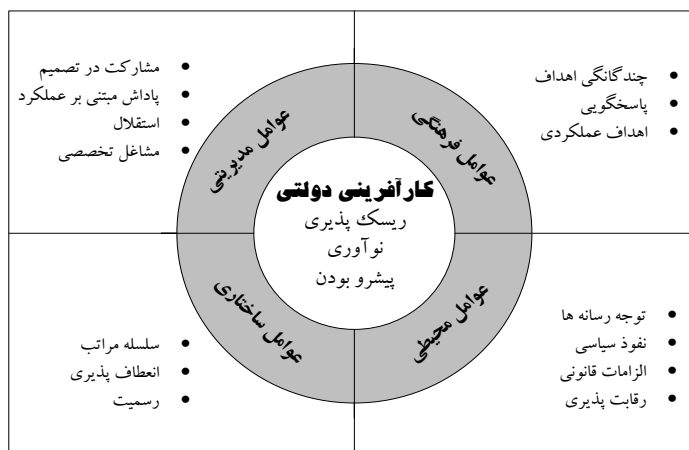 چندگانگی اهداف
پاسخگویی
اهداف عملکردی
مشارکت در تصمیم
پاداش مبتنی بر عملکرد
استقلال
مشاغل تخصصی
عوامل فرهنگی
عوامل مدیریتی
کارآفرینی دولتی
ریسک پذیری
نوآوری
پیشرو بودن
عوامل محیطی
عوامل ساختاری
توجه رسانه ها
نفوذ سیاسی
الزامات قانونی
رقابت پذیری
سلسله مراتب
انعطاف پذیری
رسمیت